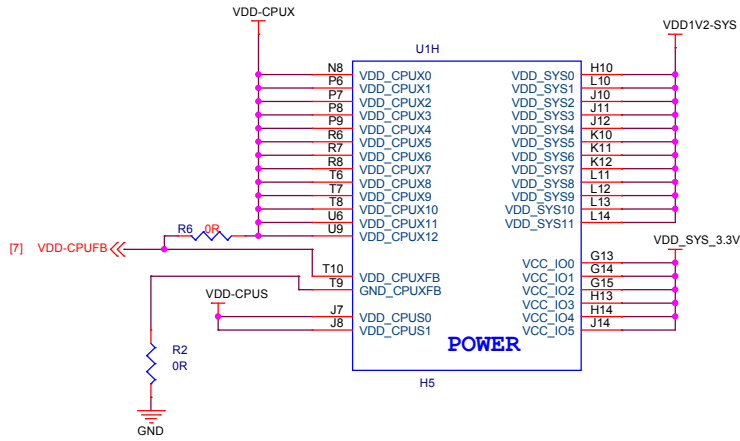 VDD-CPUX
VDD1V2-SYS
U1H
N8 VDD_CPUX0 VDD_SYS0 H10
P6 VDD_CPUX1 VDD_SYS1 L10
P7 VDD_CPUX2 VDD_SYS2 J10
P8 VDD_CPUX3 VDD_SYS3 J11
P9 VDD_CPUX4 VDD_SYS4 J12
R6 VDD_CPUX5 VDD_SYS5 K10
R7 VDD_CPUX6 VDD_SYS6 K11
R8 VDD_CPUX7 VDD_SYS7 K12
T6 VDD_CPUX8 VDD_SYS8 L11
T7 VDD_CPUX9 VDD_SYS9 L12
T8 VDD_CPUX10 VDD_SYS10 L13
U6 VDD_CPUX11 VDD_SYS11 L14
U9 VDD_CPUX12
R6 0R
[7] VDD-CPUFB
VDD_SYS_3.3V
VCC_IO0 G13
T10 VDD_CPUXFB VCC_IO1 G14
T9 GND_CPUXFB VCC_IO2 G15
VDD-CPUS
VCC_IO3 H13
J7 VDD_CPUS0 VCC_IO4 H14
J8 VDD_CPUS1 VCC_IO5 J14
POWER
R2
0R
H5
GND